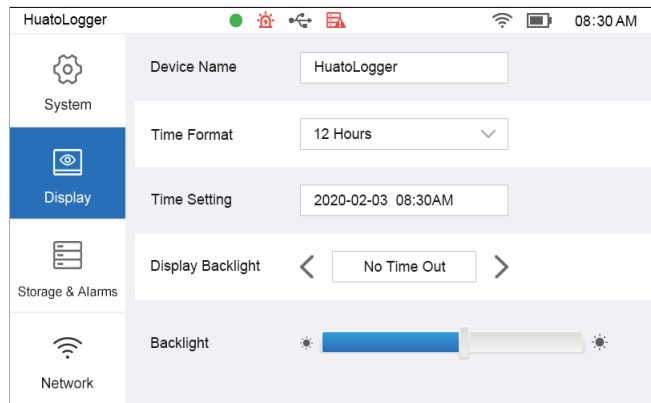 HuatoLogger
08:30 AM
System
Display
Storage & Alarms
Network
Device Name
HuatoLogger
Time Format
12 Hours
Time Setting
2020-02-03 08:30AM
Display Backlight
No Time Out
Backlight